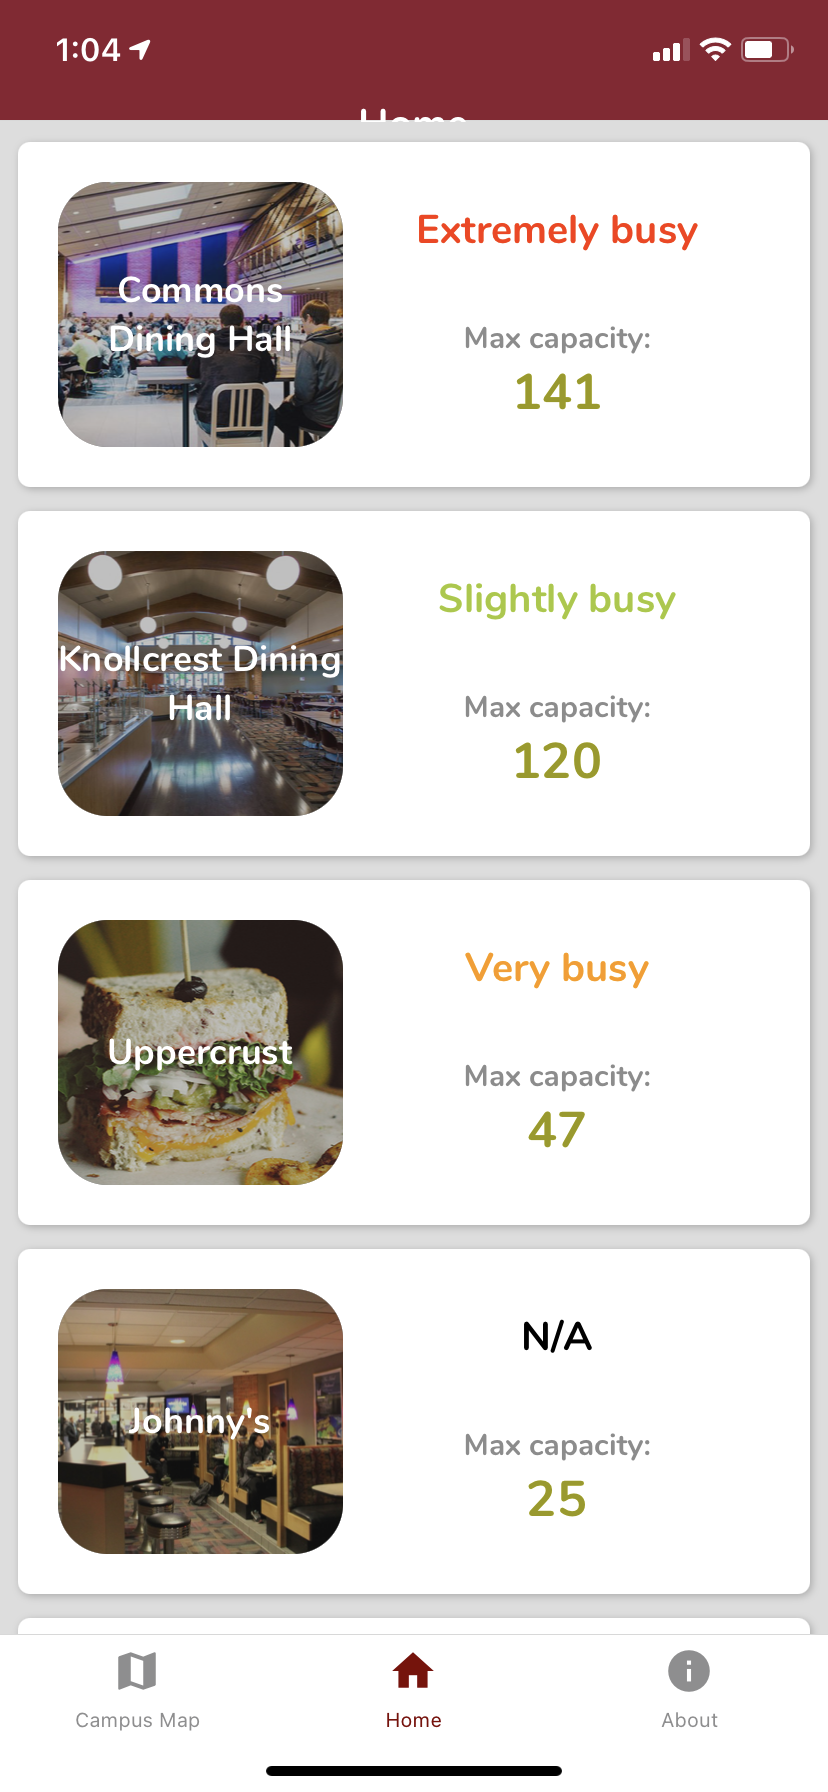 1:04
Home
Extremely busy
Commons
Dining Hall
Max capacity:
141
Slightly busy
Knollcrest Dining
Hall
Max capacity:
120
Very busy
Uppercrust
Max capacity:
47
N/A
Johnny's
Max capacity:
25
Campus Map
Home
About